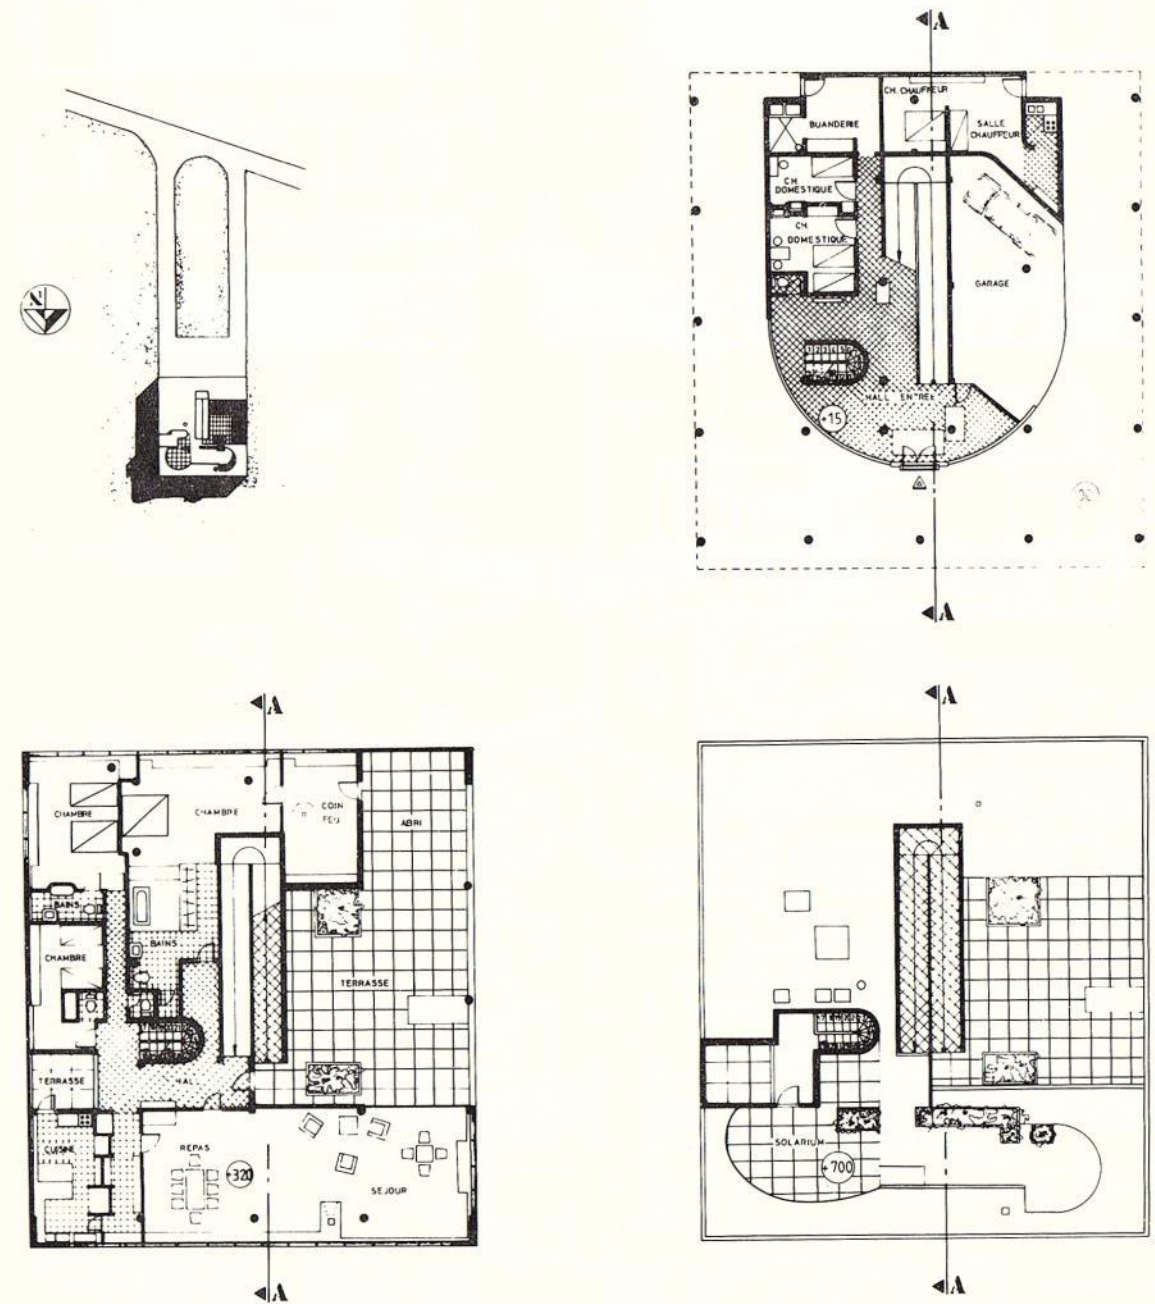 N
A
CH. CHAUFFEUR
BUANDERIE
SALLE
CHAUFFEUR
CH.
DOMESTIQUE
CH
DOMESTIQUE
GARAGE
HALL ENTREE
+15
A
A
CHAMBRE
CHAMBRE
COIN
FEU
ABRI
BAINS
BAINS
CHAMBRE
TERRASSE
TERRASSE
HALL
CUISINE
REPAS
+320
SEJOUR
A
A
SOLARIUM
+700
A